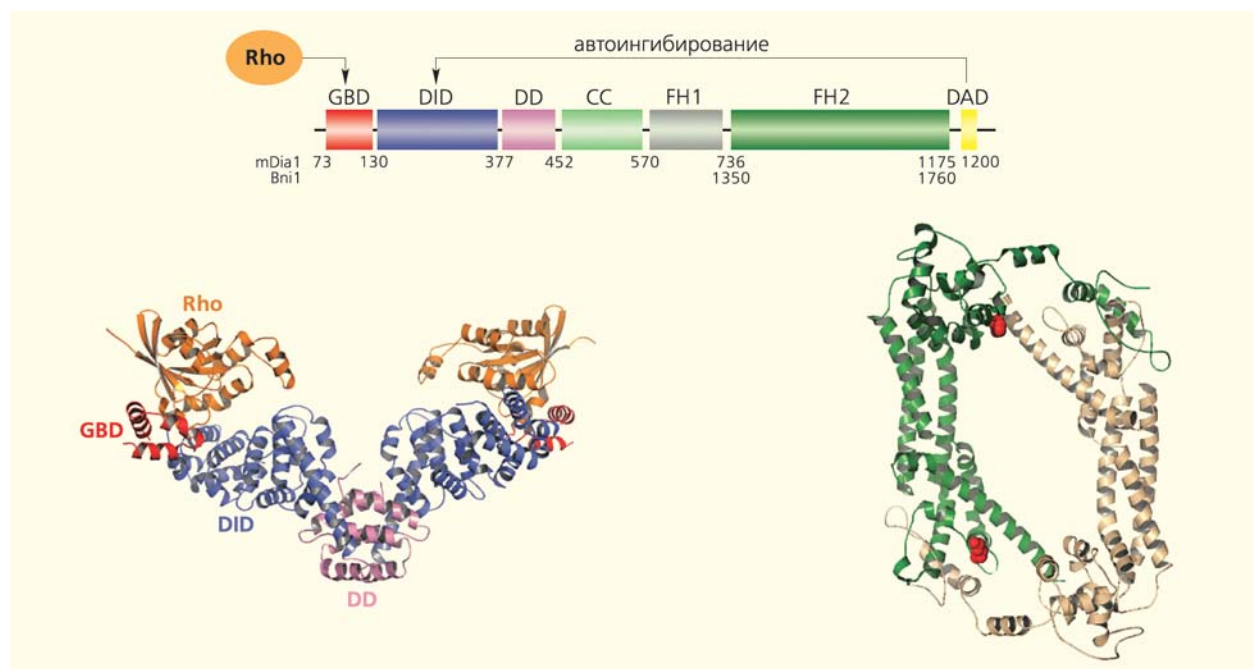 автоингибирование
Rho
GBD DID DD CC FH1 FH2 DAD
mDia1 73 130 377 452 570 736 1175 1200
Bni1 1350 1760
Rho
GBD
DID
DD